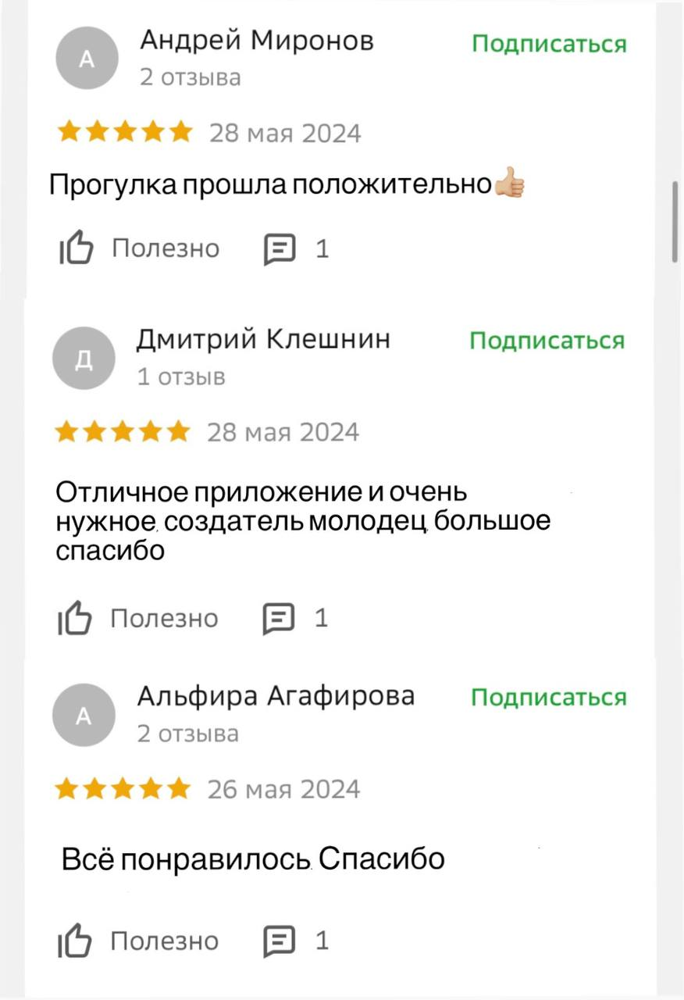 А
Андрей Миронов
Подписаться
2 отзыва
28 мая 2024
Прогулка прошла положительно👍🏼
Полезно
1
Д
Дмитрий Клешнин
Подписаться
1 отзыв
28 мая 2024
Отличное приложение и очень
нужное, создатель молодец, большое
спасибо
Полезно
1
А
Альфира Агафирова
Подписаться
2 отзыва
26 мая 2024
Всё понравилось. Спасибо
Полезно
1